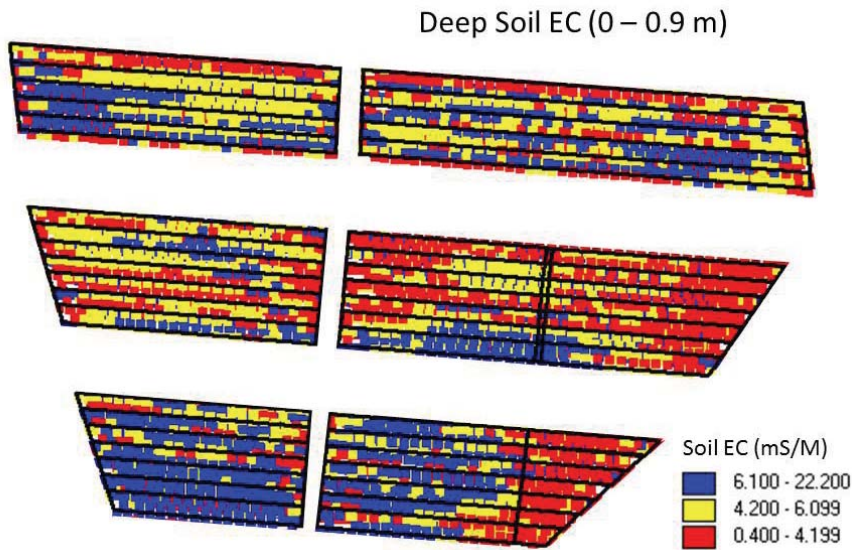 Deep Soil EC (0 – 0.9 m)
Soil EC (mS/M)
6.100 - 22.200
4.200 - 6.099
0.400 - 4.199